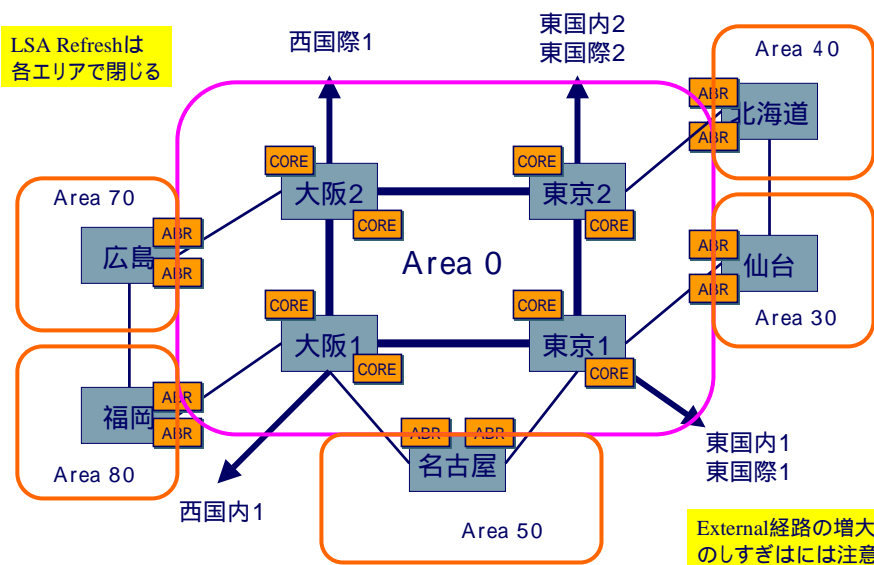 LSA Refreshは
各エリアで閉じる
西国際1
東国内2
東国際2
Area 40
ABR
北海道
ABR
CORE
大阪2
CORE
CORE
東京2
CORE
Area 70
ABR
広島
ABR
Area 0
ABR
仙台
ABR
Area 30
CORE
大阪1
CORE
CORE
東京1
CORE
ABR
福岡
ABR
Area 80
ABR
ABR
名古屋
Area 50
西国内1
東国内1
東国際1
External経路の増大
のしすぎはには注意